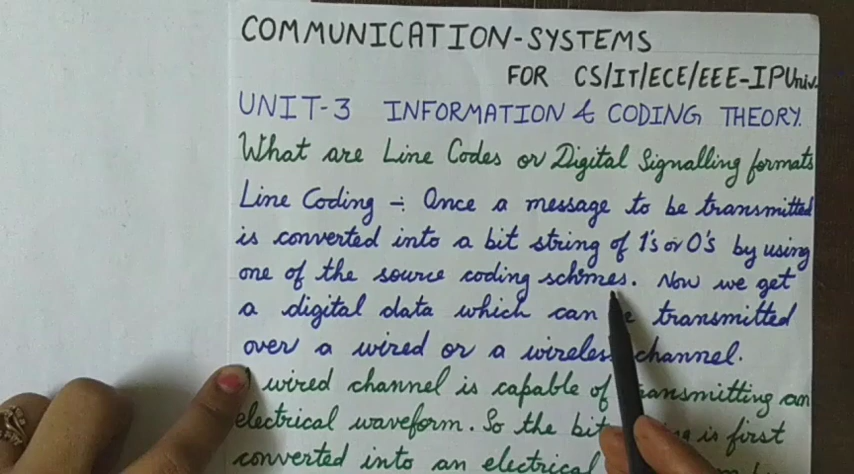 COMMUNICATION-SYSTEMS
FOR CS/IT/ECE/EEE-IPUniv.
UNIT-3 INFORMATION & CODING THEORY.
What are Line Codes or Digital Signalling formats
Line Coding ÷ Once a message to be transmitted
is converted into a bit string of 1's or 0's by using
one of the source coding schimes. Now we get
a digital data which can transmitted
over a wired or a wireless channel.
wired channel is capable of transmitting an
electrical waveform. So the bit is first
converted into an electrical